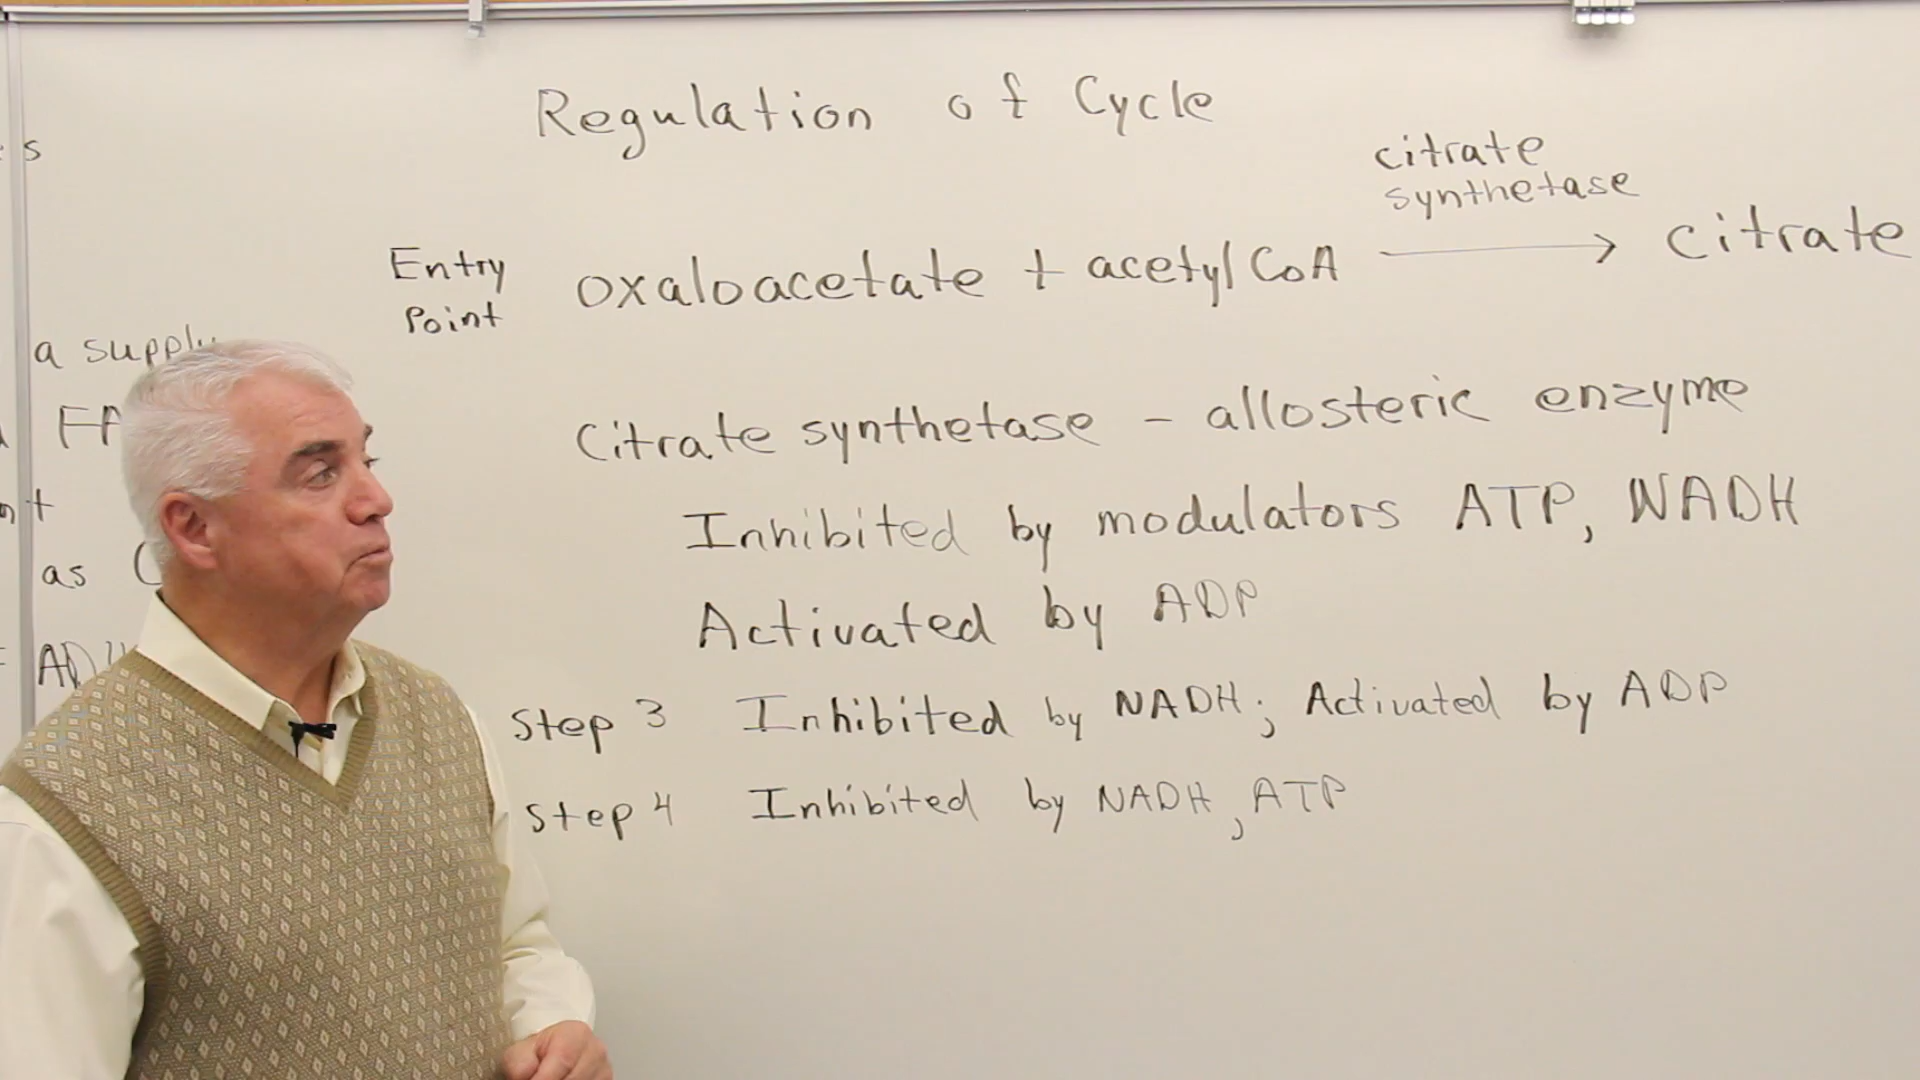 Regulation of Cycle
citrate
synthetase
Entry
Point
oxaloacetate + acetyl CoA → citrate
Citrate synthetase - allosteric enzyme
Inhibited by modulators ATP, NADH
Activated by ADP
Step 3 Inhibited by NADH; Activated by ADP
Step 4 Inhibited by NADH, ATP
a supply
as